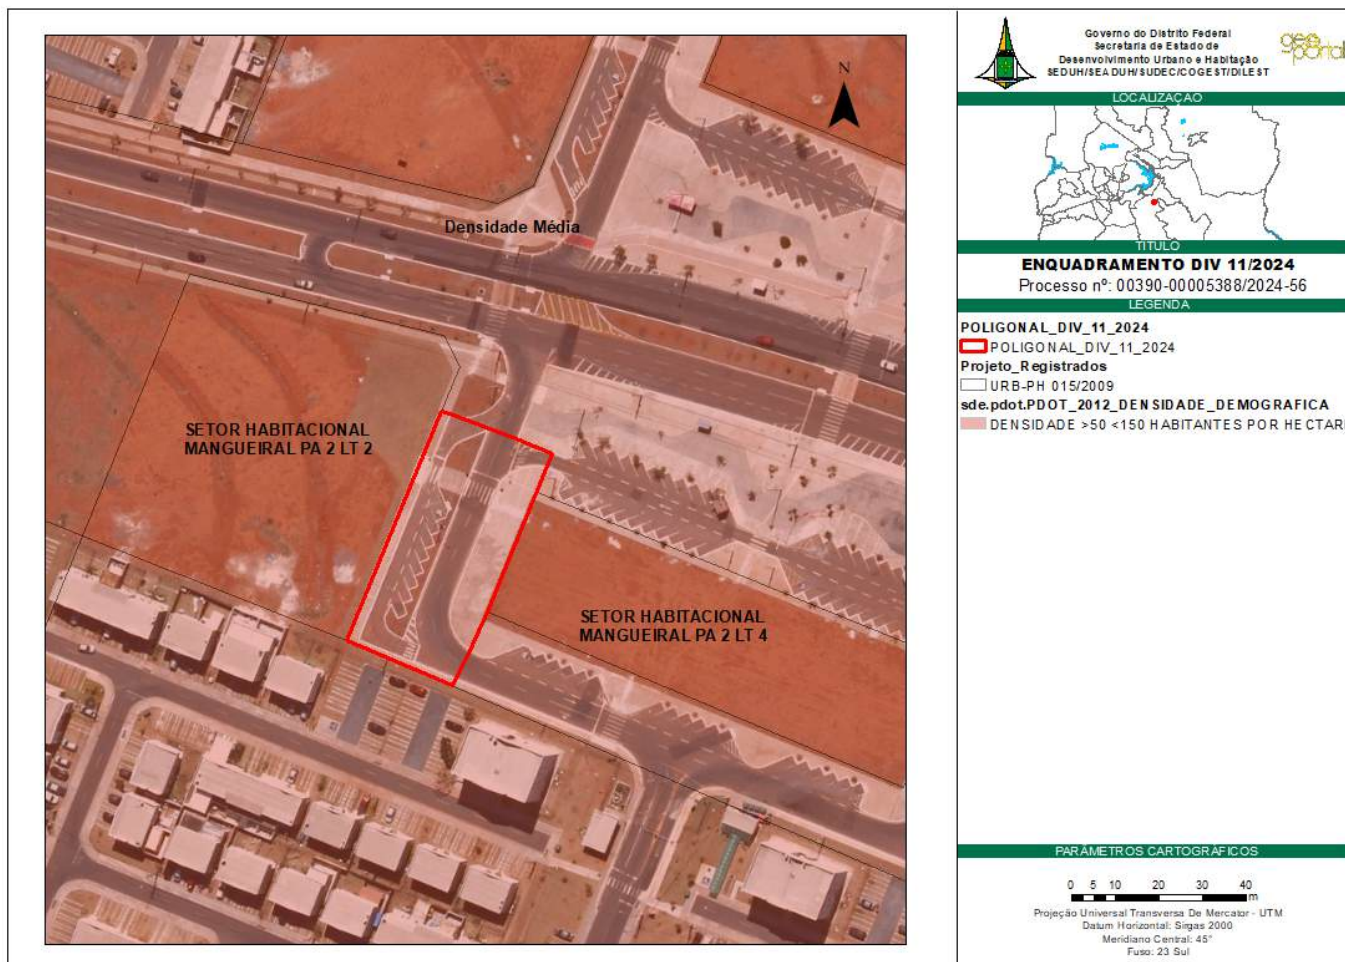 N
Densidade Média
SETOR HABITACIONAL
MANGUEIRAL PA 2 LT 2
SETOR HABITACIONAL
MANGUEIRAL PA 2 LT 4
Governo do Distrito Federal
Secretaria de Estado de
Desenvolvimento Urbano e Habitação
SEDUH/SEADUH/SUDEC/COGEST/DILEST
geo
portal
LOCALIZAÇÃO
TITULO
ENQUADRAMENTO DIV 11/2024
Processo nº: 00390-00005388/2024-56
LEGENDA
POLIGONAL_DIV_11_2024
POLIGONAL_DIV_11_2024
Projeto_Registrados
URB-PH 015/2009
sde.pdot.PDOT_2012_DENSIDADE_DEMOGRAFICA
DENSIDADE >50 <150 HABITANTES POR HECTARE
PARÂMETROS CARTOGRÁFICOS
0 5 10 20 30 40
m
Projeção Universal Transversa De Mercator - UTM
Datum Horizontal: Sirgas 2000
Meridiano Central: 45°
Fuso: 23 Sul